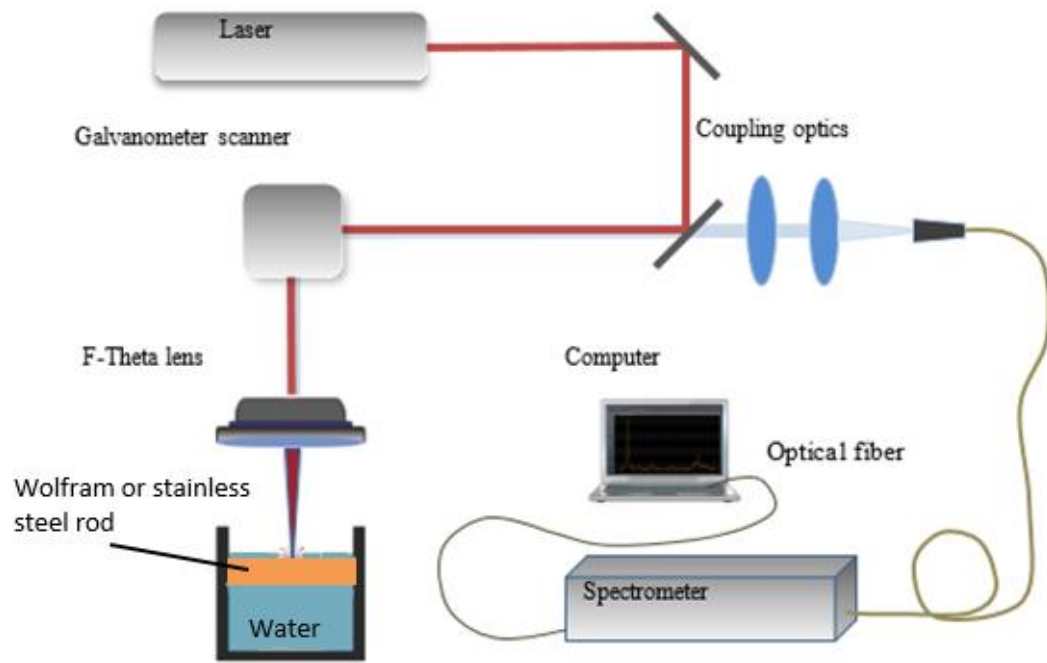 Laser
Galvanometer scanner
Coupling optics
F-Theta lens
Computer
Optical fiber
Wolfram or stainless
steel rod
Spectrometer
Water